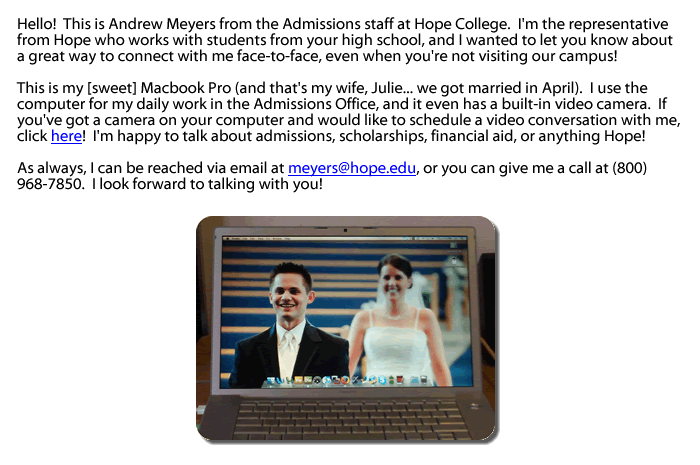 Hello!  This is Andrew Meyers from the Admissions staff at Hope College.  I'm the representative
from Hope who works with students from your high school, and I wanted to let you know about
a great way to connect with me face-to-face, even when you're not visiting our campus!
This is my [sweet] Macbook Pro (and that's my wife, Julie... we got married in April).  I use the
computer for my daily work in the Admissions Office, and it even has a built-in video camera.  If
you've got a camera on your computer and would like to schedule a video conversation with me,
click here!  I'm happy to talk about admissions, scholarships, financial aid, or anything Hope!
As always, I can be reached via email at meyers@hope.edu, or you can give me a call at (800)
968-7850.  I look forward to talking with you!